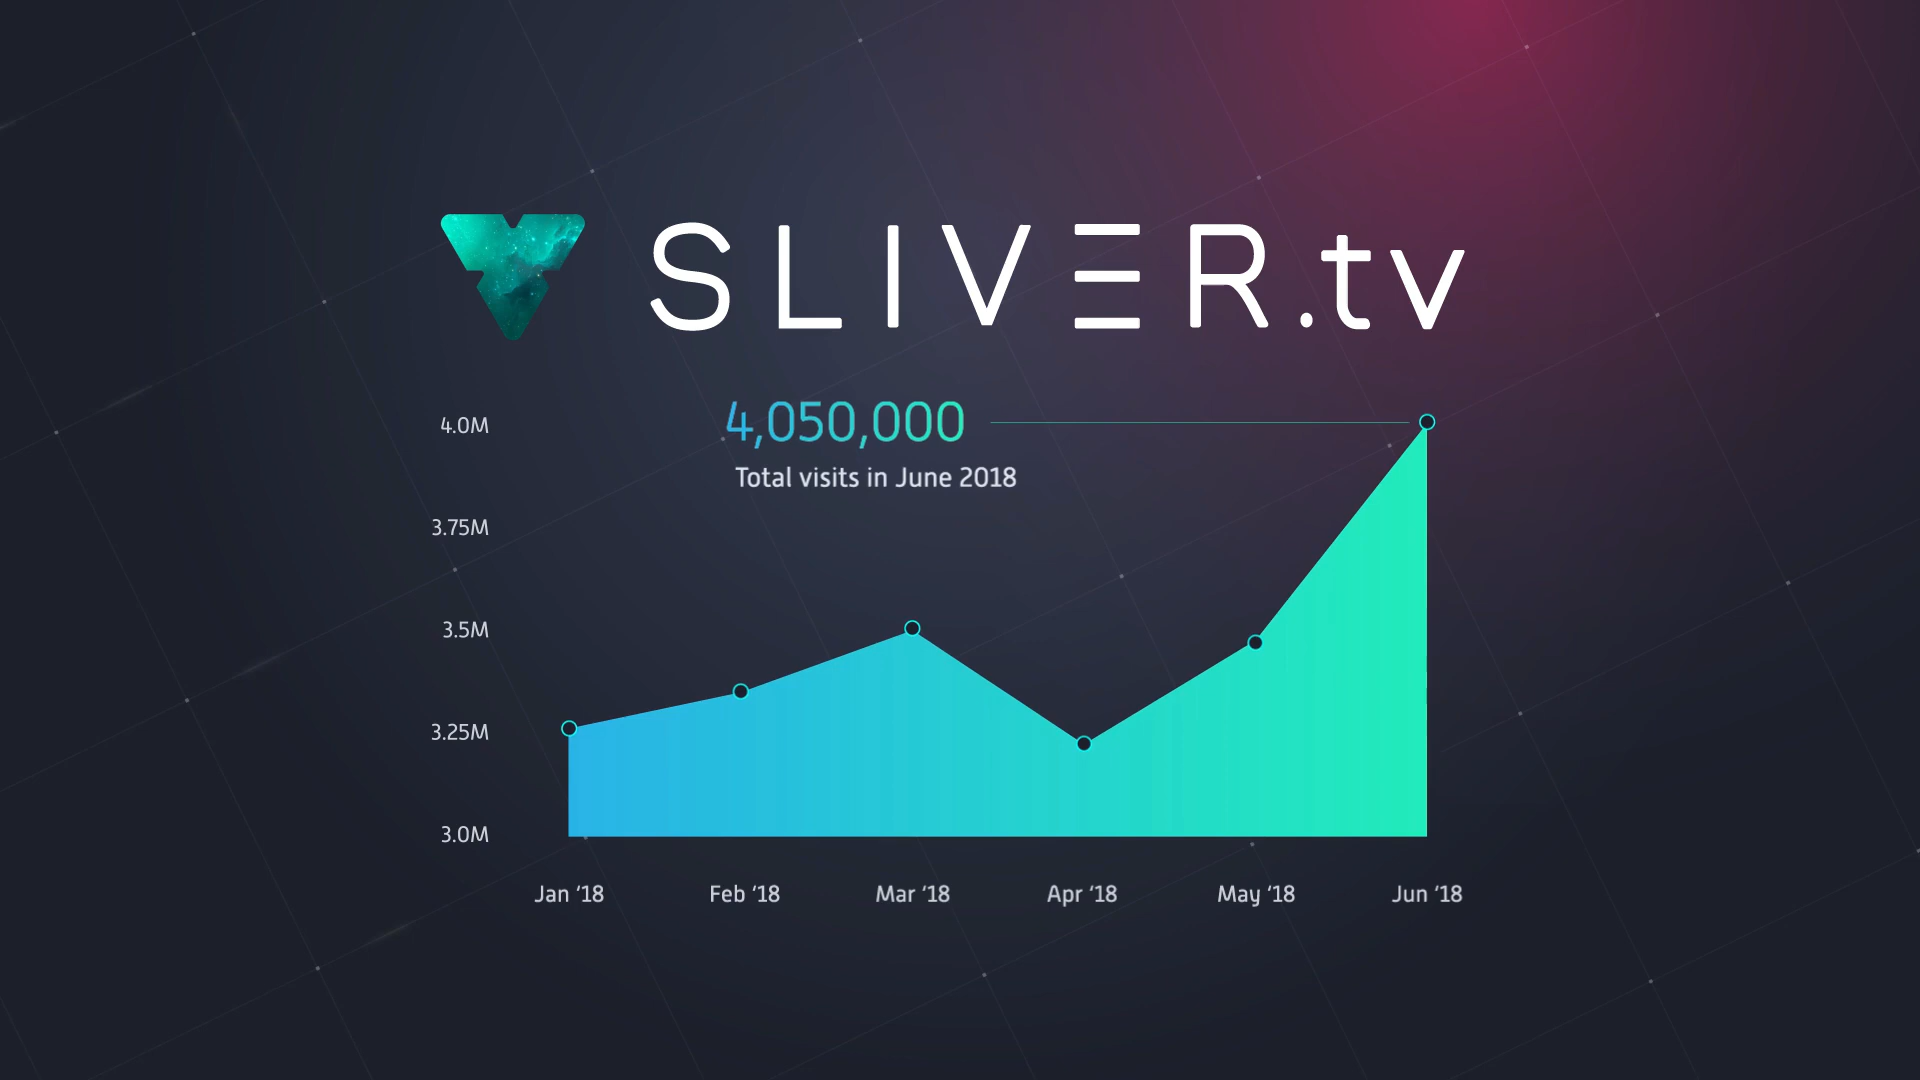 SLIVER.tv
4,050,000
Total visits in June 2018
4.0M
3.75M
3.5M
3.25M
3.0M
Jan ‘18
Feb ‘18
Mar ‘18
Apr ‘18
May ‘18
Jun ‘18